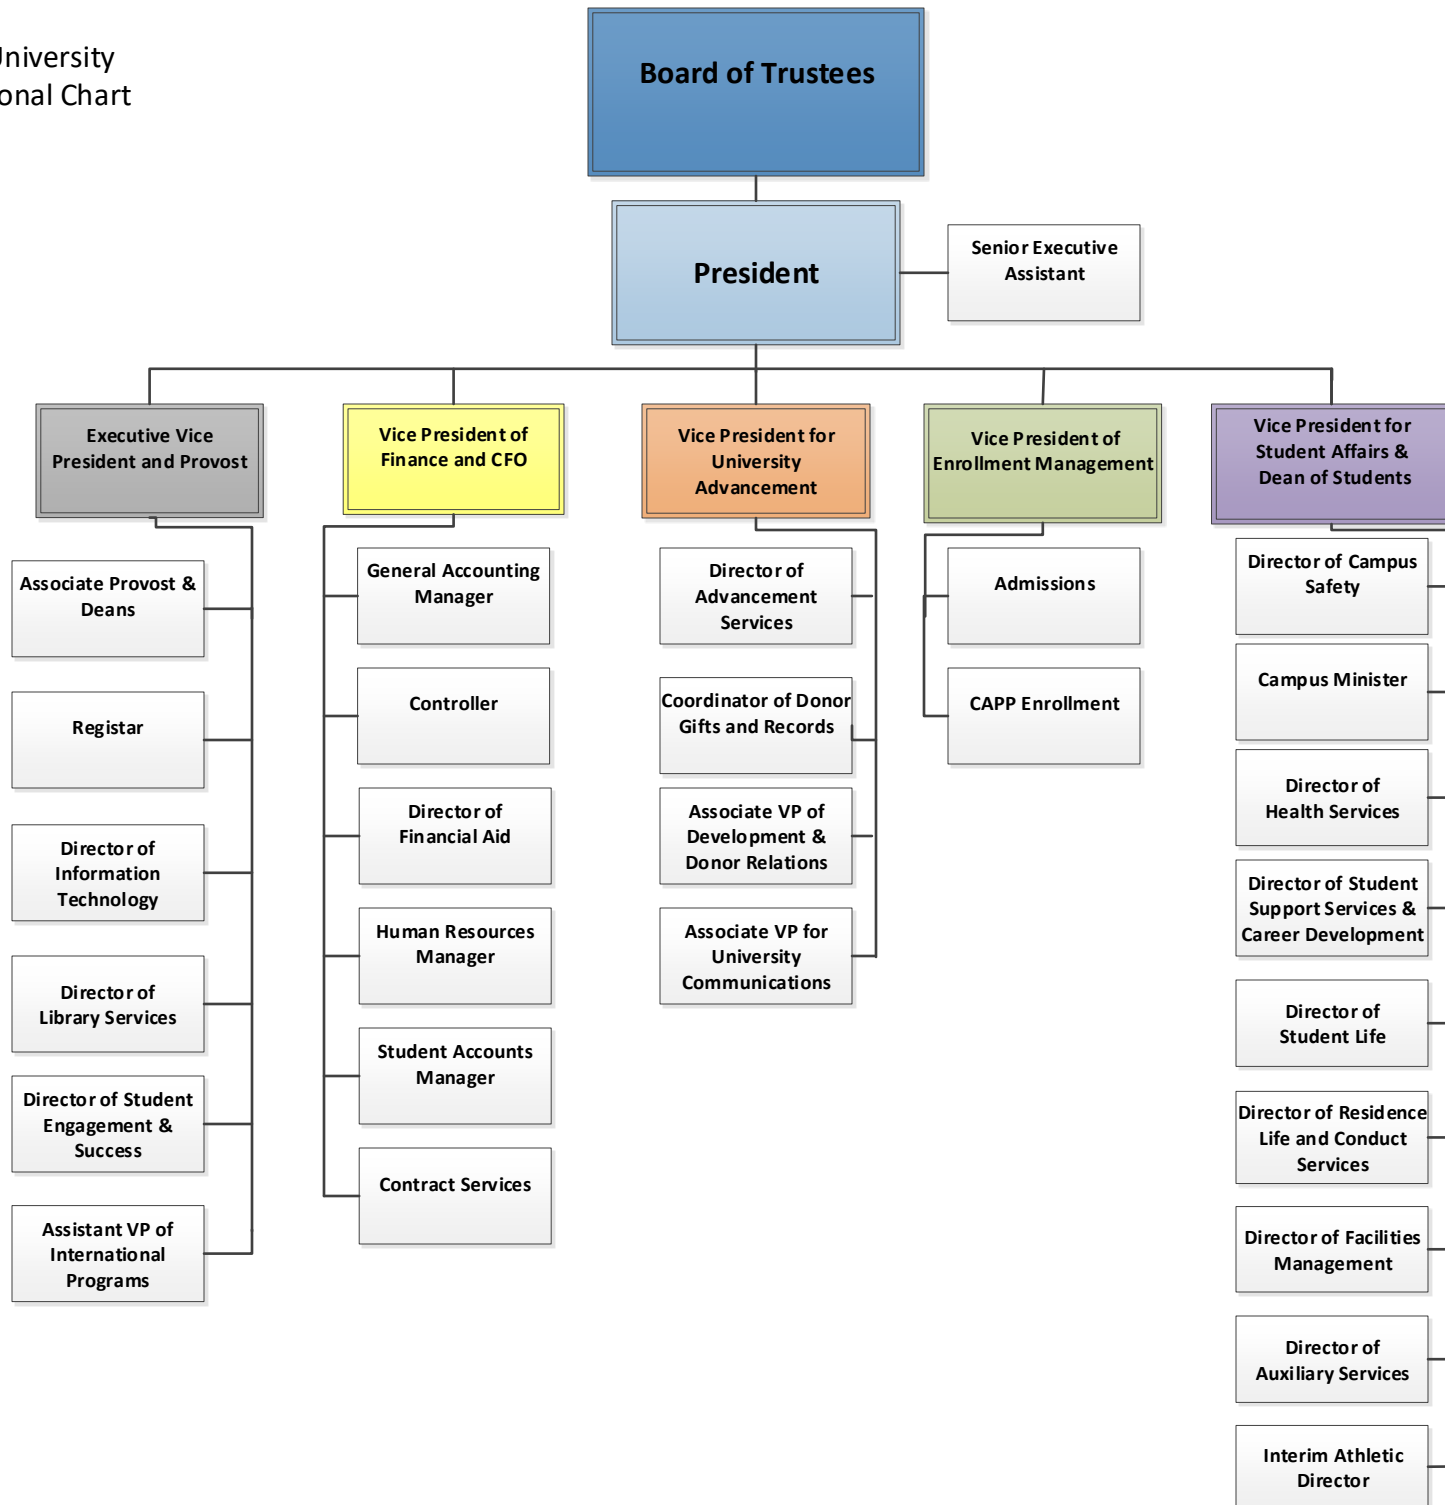 University
onal Chart
Board of Trustees
President
Senior Executive
Assistant
Executive Vice
President and Provost
Vice President of
Finance and CFO
Vice President for
University
Advancement
Vice President of
Enrollment Management
Vice President for
Student Affairs &
Dean of Students
Associate Provost &
Deans
Registar
Director of
Information
Technology
Director of
Library Services
Director of Student
Engagement &
Success
Assistant VP of
International
Programs
General Accounting
Manager
Controller
Director of
Financial Aid
Human Resources
Manager
Student Accounts
Manager
Contract Services
Director of
Advancement
Services
Coordinator of Donor
Gifts and Records
Associate VP of
Development &
Donor Relations
Associate VP for
University
Communications
Admissions
CAPP Enrollment
Director of Campus
Safety
Campus Minister
Director of
Health Services
Director of Student
Support Services &
Career Development
Director of
Student Life
Director of Residence
Life and Conduct
Services
Director of Facilities
Management
Director of
Auxiliary Services
Interim Athletic
Director